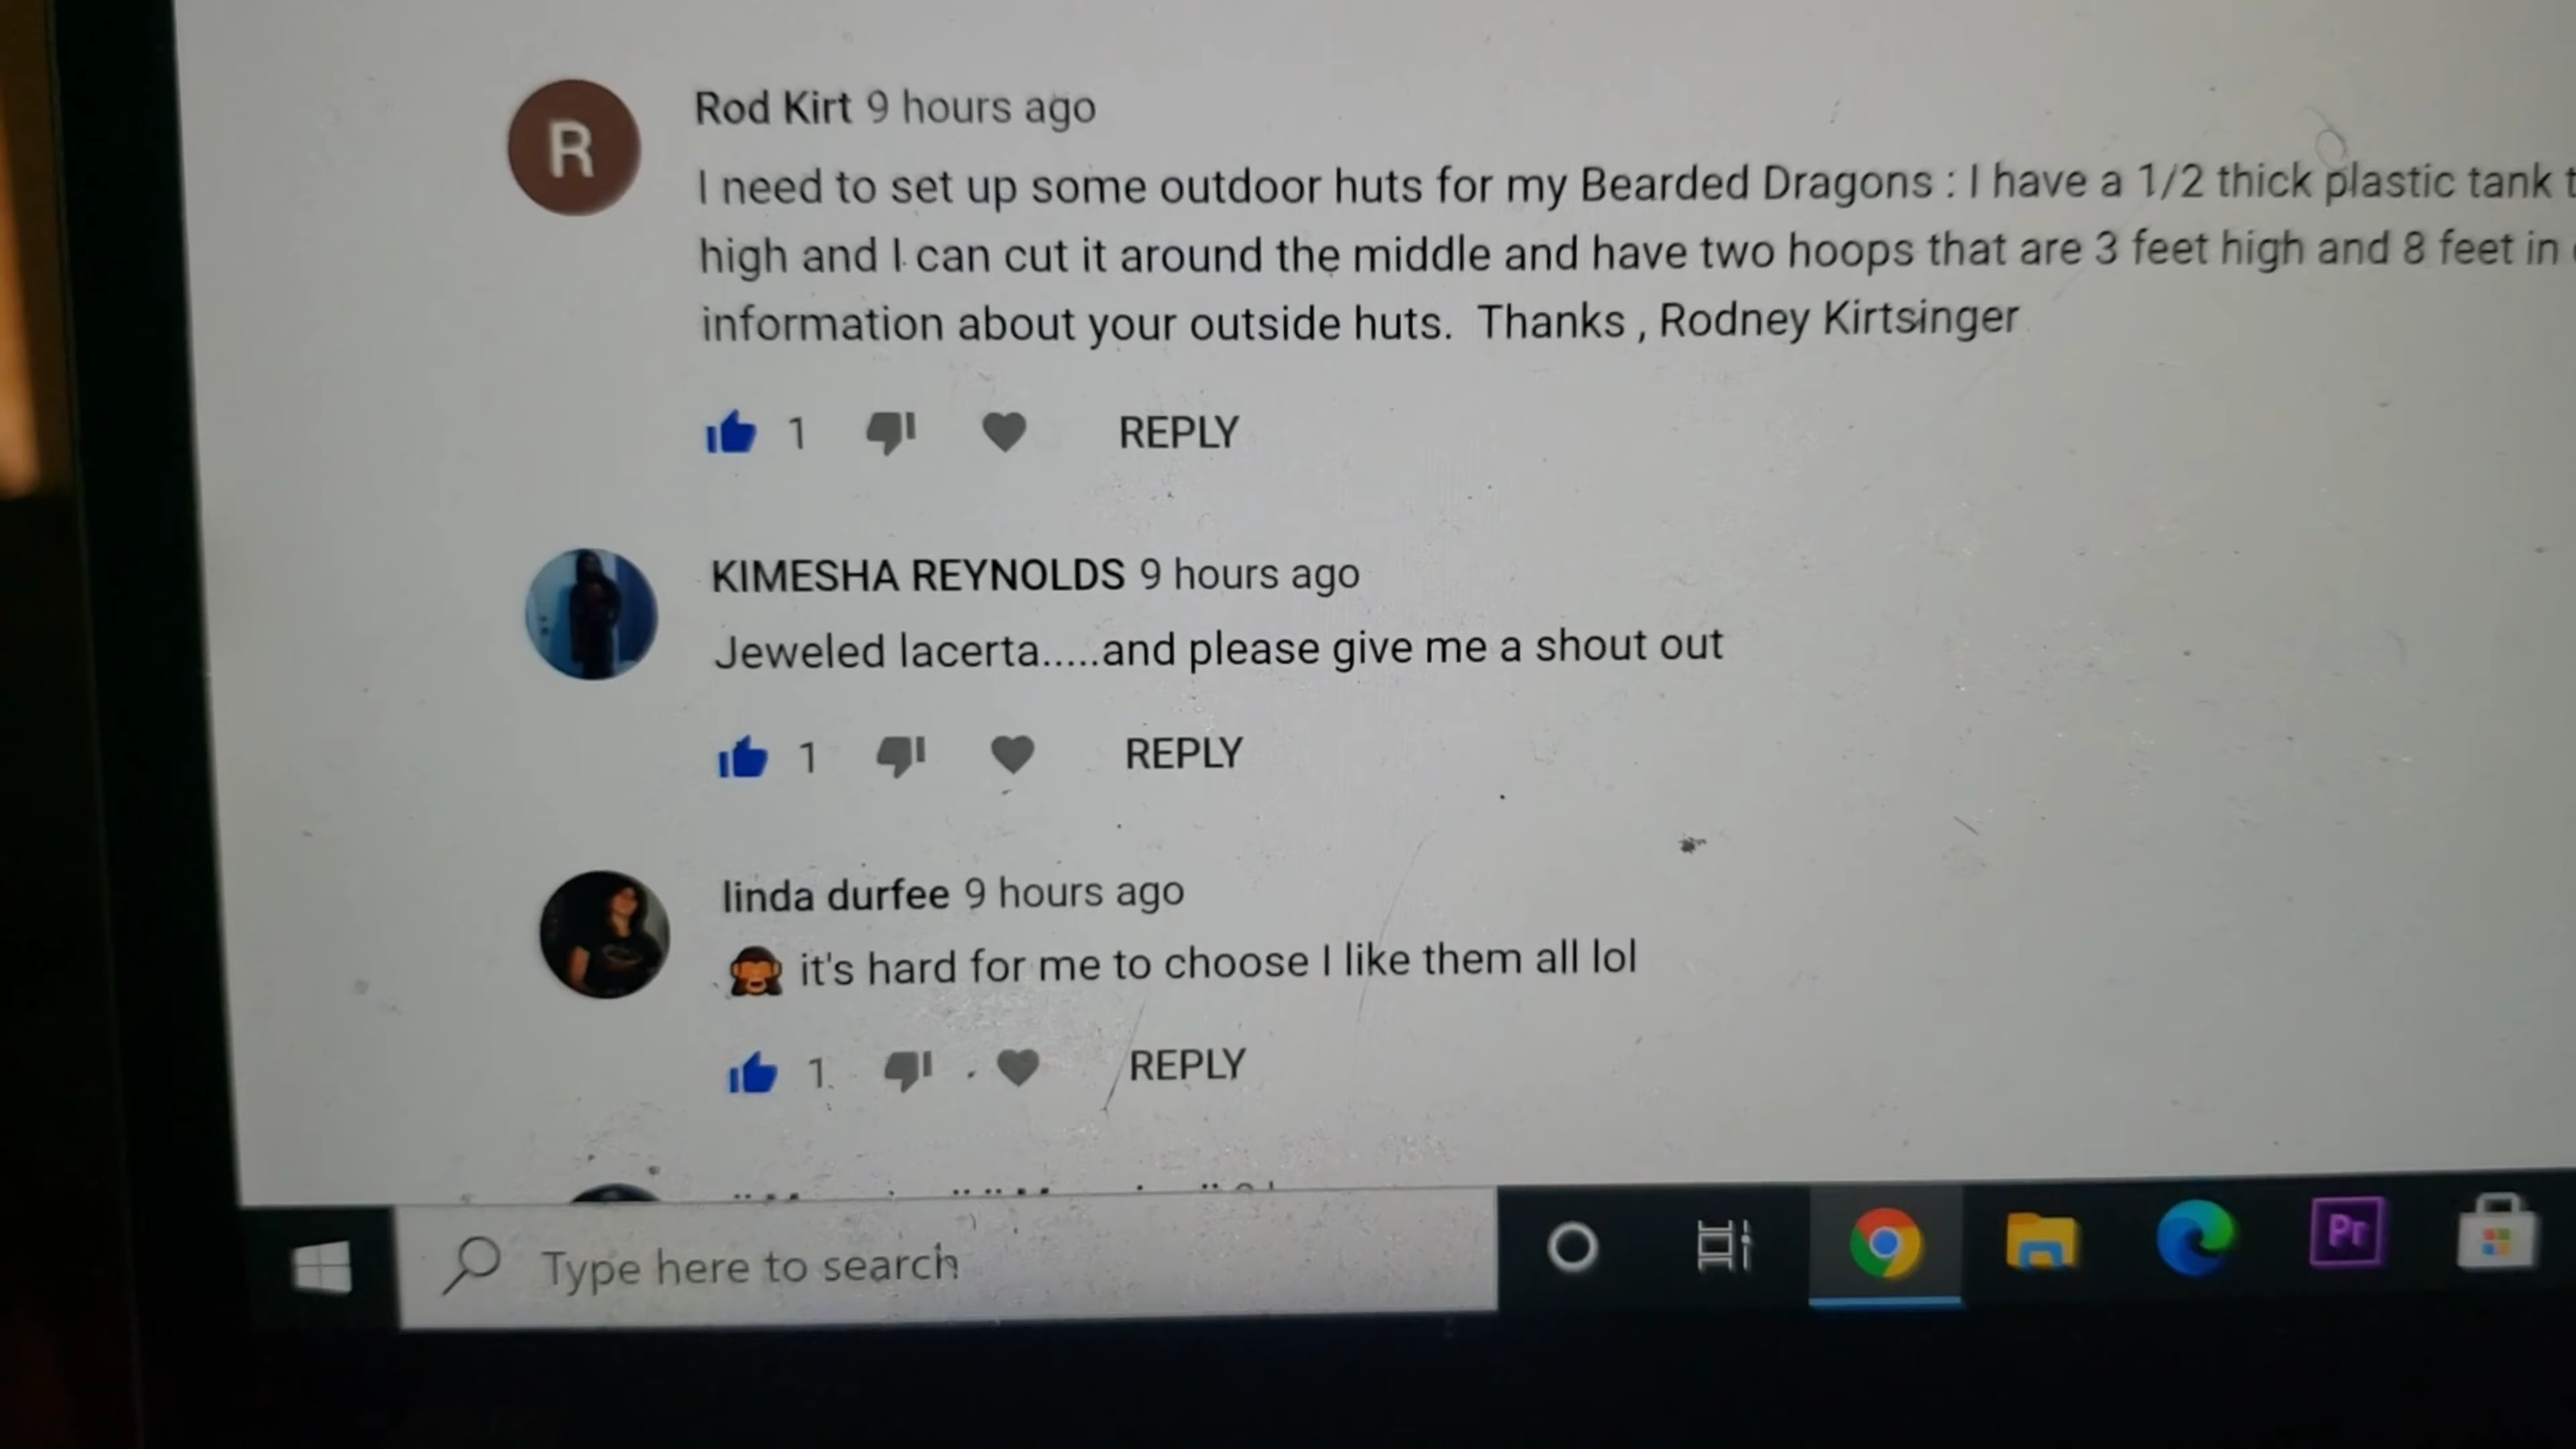 R
Rod Kirt 9 hours ago
I need to set up some outdoor huts for my Bearded Dragons : I have a 1/2 thick plastic tank
high and I can cut it around the middle and have two hoops that are 3 feet high and 8 feet in
information about your outside huts. Thanks , Rodney Kirtsinger
1 REPLY
KIMESHA REYNOLDS 9 hours ago
Jeweled lacerta.....and please give me a shout out
1 REPLY
linda durfee 9 hours ago
🙈 it's hard for me to choose I like them all lol
1 REPLY
Type here to search
Pr